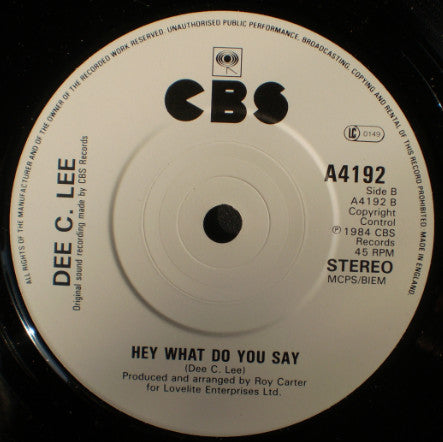 ALL RIGHTS OF THE MANUFACTURER AND OF THE OWNER OF THE RECORDED WORK RESERVED. UNAUTHORISED PUBLIC PERFORMANCE, BROADCASTING, COPYING AND RENTAL OF THIS RECORD PROHIBITED. MADE IN ENGLAND.
CBS
LC 0149
DEE C. LEE
Original sound recording made by CBS Records
A4192
Side B
A4192 B
Copyright
Control
℗ 1984 CBS
Records
45 RPM
STEREO
MCPS/BIEM
HEY WHAT DO YOU SAY
(Dee C. Lee)
Produced and arranged by Roy Carter
for Lovelite Enterprises Ltd.